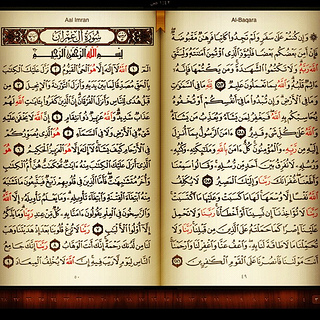 Al-Baqara
۞ وَإِن كُنتُمْ عَلَىٰ سَفَرٍ وَلَمْ تَجِدُوا۟ كَاتِبًا فَرِهَٰنٌ مَّقْبُوضَةٌ
فَإِنْ أَمِنَ بَعْضُكُم بَعْضًا فَلْيُؤَدِّ ٱلَّذِى ٱؤْتُمِنَ أَمَٰنَتَهُۥ وَلْيَتَّقِ
ٱللَّهَ رَبَّهُۥ وَلَا تَكْتُمُوا۟ ٱلشَّهَٰدَةَ وَمَن يَكْتُمْهَا فَإِنَّهُۥٓ
ءَاثِمٌ قَلْبُهُۥ وَٱللَّهُ بِمَا تَعْمَلُونَ عَلِيمٌ ٢٨٣ لِّلَّهِ مَا فِى ٱلسَّمَٰوَٰتِ
وَمَا فِى ٱلْأَرْضِ وَإِن تُبْدُوا۟ مَا فِىٓ أَنفُسِكُمْ أَوْ تُخْفُوهُ
يُحَاسِبْكُم بِهِ ٱللَّهُ فَيَغْفِرُ لِمَن يَشَآءُ وَيُعَذِّبُ مَن يَشَآءُ
وَٱللَّهُ عَلَىٰ كُلِّ شَىْءٍ قَدِيرٌ ٢٨٤ ءَامَنَ ٱلرَّسُولُ بِمَآ أُنزِلَ
إِلَيْهِ مِن رَّبِّهِۦ وَٱلْمُؤْمِنُونَ كُلٌّ ءَامَنَ بِٱللَّهِ وَمَلَٰٓئِكَتِهِۦ وَكُتُبِهِۦ
وَرُسُلِهِۦ لَا نُفَرِّقُ بَيْنَ أَحَدٍ مِّن رُّسُلِهِۦ وَقَالُوا۟ سَمِعْنَا
وَأَطَعْنَا غُفْرَانَكَ رَبَّنَا وَإِلَيْكَ ٱلْمَصِيرُ ٢٨٥ لَا يُكَلِّفُ ٱللَّهُ
نَفْسًا إِلَّا وُسْعَهَا لَهَا مَا كَسَبَتْ وَعَلَيْهَا مَا ٱكْتَسَبَتْ
رَبَّنَا لَا تُؤَاخِذْنَآ إِن نَّسِينَآ أَوْ أَخْطَأْنَا رَبَّنَا وَلَا تَحْمِلْ
عَلَيْنَآ إِصْرًا كَمَا حَمَلْتَهُۥ عَلَى ٱلَّذِينَ مِن قَبْلِنَا رَبَّنَا وَلَا
تُحَمِّلْنَا مَا لَا طَاقَةَ لَنَا بِهِۦ وَٱعْفُ عَنَّا وَٱغْفِرْ لَنَا وَٱرْحَمْنَآ
أَنتَ مَوْلَىٰنَا فَٱنصُرْنَا عَلَى ٱلْقَوْمِ ٱلْكَٰفِرِينَ ٢٨٦
٤٩
Aal Imran
سُورَةُ آلِ عِمْرَانَ
بِسْمِ ٱللَّهِ ٱلرَّحْمَٰنِ ٱلرَّحِيمِ
الٓمٓ ١ ٱللَّهُ لَآ إِلَٰهَ إِلَّا هُوَ ٱلْحَىُّ ٱلْقَيُّومُ ٢ نَزَّلَ عَلَيْكَ ٱلْكِتَٰبَ
بِٱلْحَقِّ مُصَدِّقًا لِّمَا بَيْنَ يَدَيْهِ وَأَنزَلَ ٱلتَّوْرَىٰةَ وَٱلْإِنجِيلَ ٣ مِن
قَبْلُ هُدًى لِّلنَّاسِ وَأَنزَلَ ٱلْفُرْقَانَ إِنَّ ٱلَّذِينَ كَفَرُوا۟ بِـَٔايَٰتِ ٱللَّهِ لَهُمْ
عَذَابٌ شَدِيدٌ وَٱللَّهُ عَزِيزٌ ذُو ٱنتِقَامٍ ٤ إِنَّ ٱللَّهَ لَا يَخْفَىٰ عَلَيْهِ
شَىْءٌ فِى ٱلْأَرْضِ وَلَا فِى ٱلسَّمَآءِ ٥ هُوَ ٱلَّذِى يُصَوِّرُكُمْ
فِى ٱلْأَرْحَامِ كَيْفَ يَشَآءُ لَآ إِلَٰهَ إِلَّا هُوَ ٱلْعَزِيزُ ٱلْحَكِيمُ ٦ هُوَ
ٱلَّذِىٓ أَنزَلَ عَلَيْكَ ٱلْكِتَٰبَ مِنْهُ ءَايَٰتٌ مُّحْكَمَٰتٌ هُنَّ أُمُّ ٱلْكِتَٰبِ
وَأُخَرُ مُتَشَٰبِهَٰتٌ فَأَمَّا ٱلَّذِينَ فِى قُلُوبِهِمْ زَيْغٌ فَيَتَّبِعُونَ مَا تَشَٰبَهَ
مِنْهُ ٱبْتِغَآءَ ٱلْفِتْنَةِ وَٱبْتِغَآءَ تَأْوِيلِهِۦ وَمَا يَعْلَمُ تَأْوِيلَهُۥٓ إِلَّا ٱللَّهُ
وَٱلرَّٰسِخُونَ فِى ٱلْعِلْمِ يَقُولُونَ ءَامَنَّا بِهِۦ كُلٌّ مِّنْ عِندِ رَبِّنَا وَمَا يَذَّكَّرُ
إِلَّآ أُو۟لُوا۟ ٱلْأَلْبَٰبِ ٧ رَبَّنَا لَا تُزِغْ قُلُوبَنَا بَعْدَ إِذْ هَدَيْتَنَا وَهَبْ
لَنَا مِن لَّدُنكَ رَحْمَةً إِنَّكَ أَنتَ ٱلْوَهَّابُ ٨ رَبَّنَآ إِنَّكَ جَامِعُ
ٱلنَّاسِ لِيَوْمٍ لَّا رَيْبَ فِيهِ إِنَّ ٱللَّهَ لَا يُخْلِفُ ٱلْمِيعَادَ ٩
٥٠